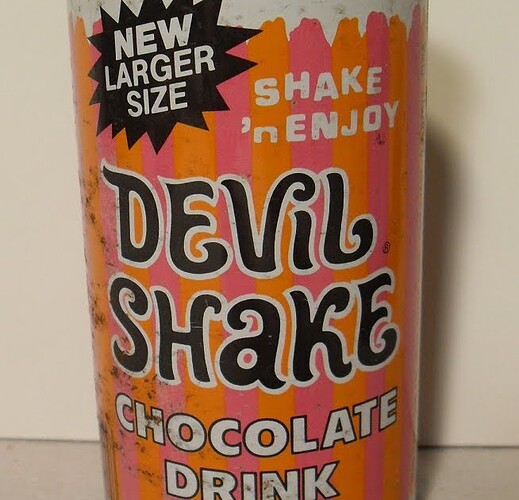 NEW
LARGER
SIZE
SHAKE
'n ENJOY
DEViL ®
SHaKE
CHOCOLATE
DRINK